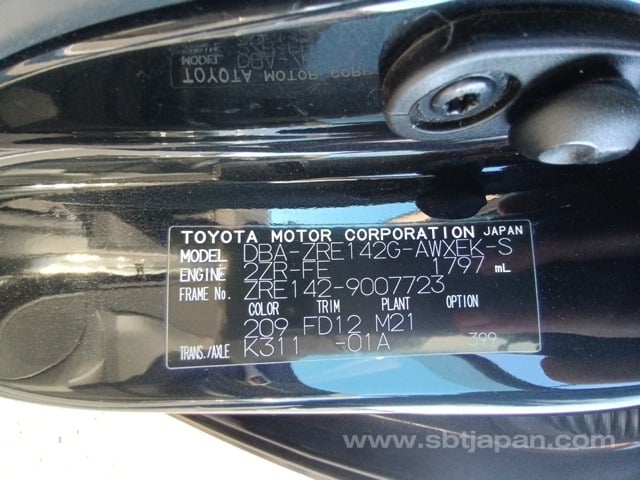 TOYOTA MOTOR CORPORATION JAPAN
MODEL DBA-ZRE142G-AWXEK-S
ENGINE 2ZR-FE 1797 mL
FRAME No. ZRE142-9007723
COLOR TRIM PLANT OPTION
209 FD12 M21
TRANS./AXLE K311 -01A 399
www.sbtjapan.com